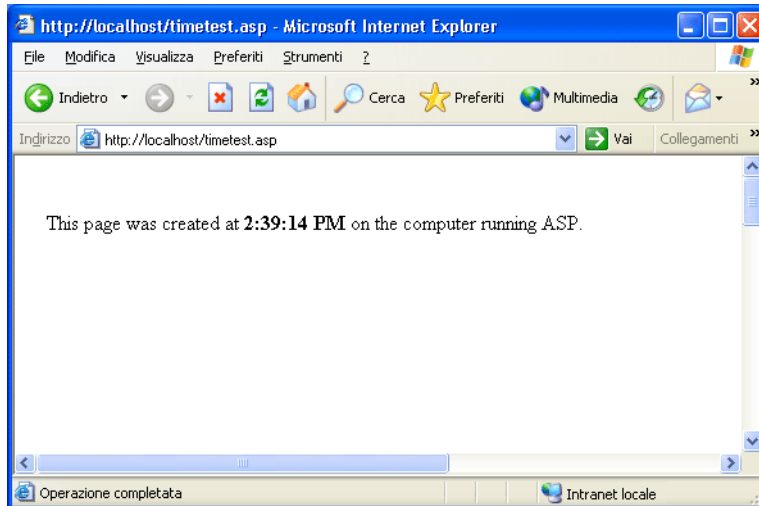 http://localhost/timetest.asp - Microsoft Internet Explorer
File Modifica Visualizza Preferiti Strumenti ?
Indietro Cerca Preferiti Multimedia »
Indirizzo http://localhost/timetest.asp Vai Collegamenti »
This page was created at 2:39:14 PM on the computer running ASP.
Operazione completata Intranet locale